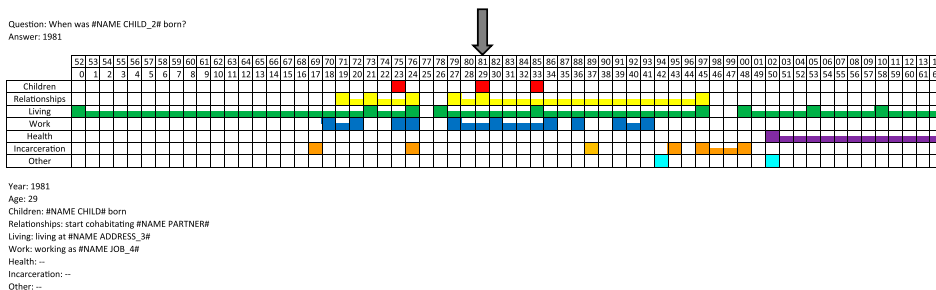 Question: When was #NAME CHILD_2# born?
Answer: 1981
52 53 54 55 56 57 58 59 60 61 62 63 64 65 66 67 68 69 70 71 72 73 74 75 76 77 78 79 80 81 82 83 84 85 86 87 88 89 90 91 92 93 94 95 96 97 98 99 00 01 02 03 04 05 06 07 08 09 10 11 12 13
0 1 2 3 4 5 6 7 8 9 10 11 12 13 14 15 16 17 18 19 20 21 22 23 24 25 26 27 28 29 30 31 32 33 34 35 36 37 38 39 40 41 42 43 44 45 46 47 48 49 50 51 52 53 54 55 56 57 58 59 60 61
Children
Relationships
Living
Work
Health
Incarceration
Other
Year: 1981
Age: 29
Children: #NAME CHILD# born
Relationships: start cohabitating #NAME PARTNER#
Living: living at #NAME ADDRESS_3#
Work: working as #NAME JOB_4#
Health: --
Incarceration: --
Other: --